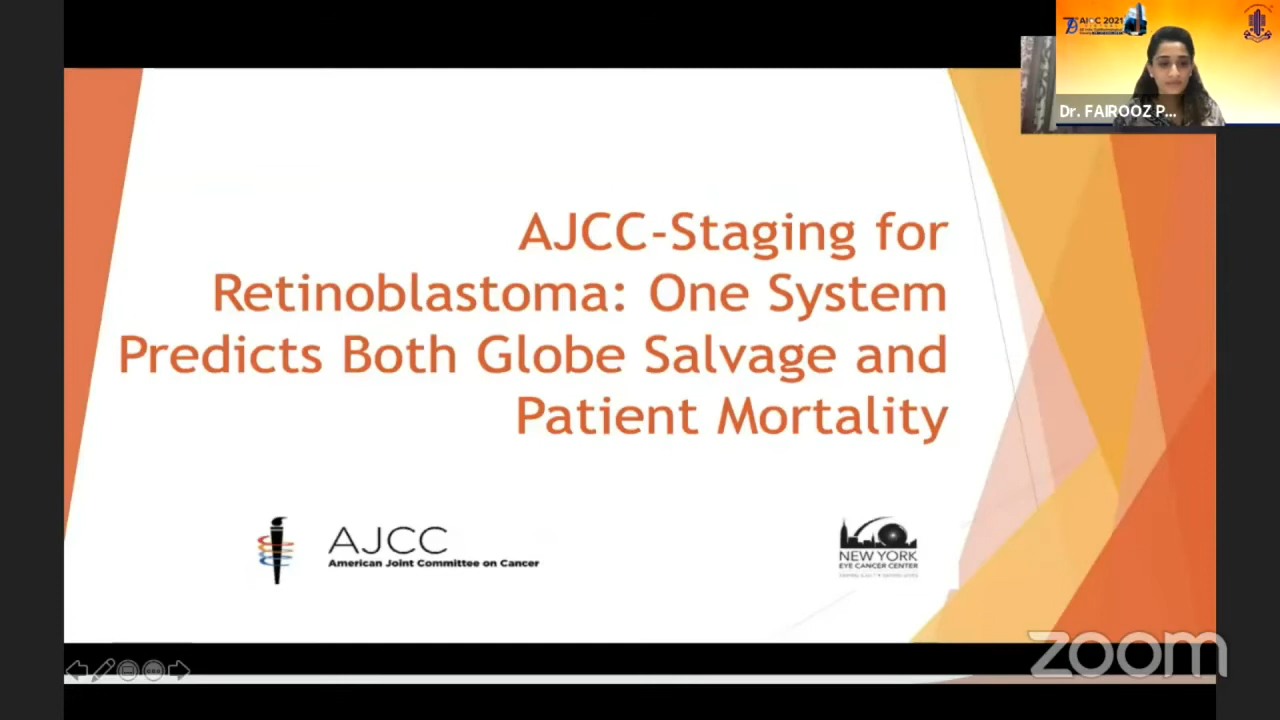 AIOC 2021
Dr. FAIROOZ P...
AJCC-Staging for
Retinoblastoma: One System
Predicts Both Globe Salvage and
Patient Mortality
AJCC
American Joint Committee on Cancer
NEW YORK
EYE CANCER CENTER
zoom